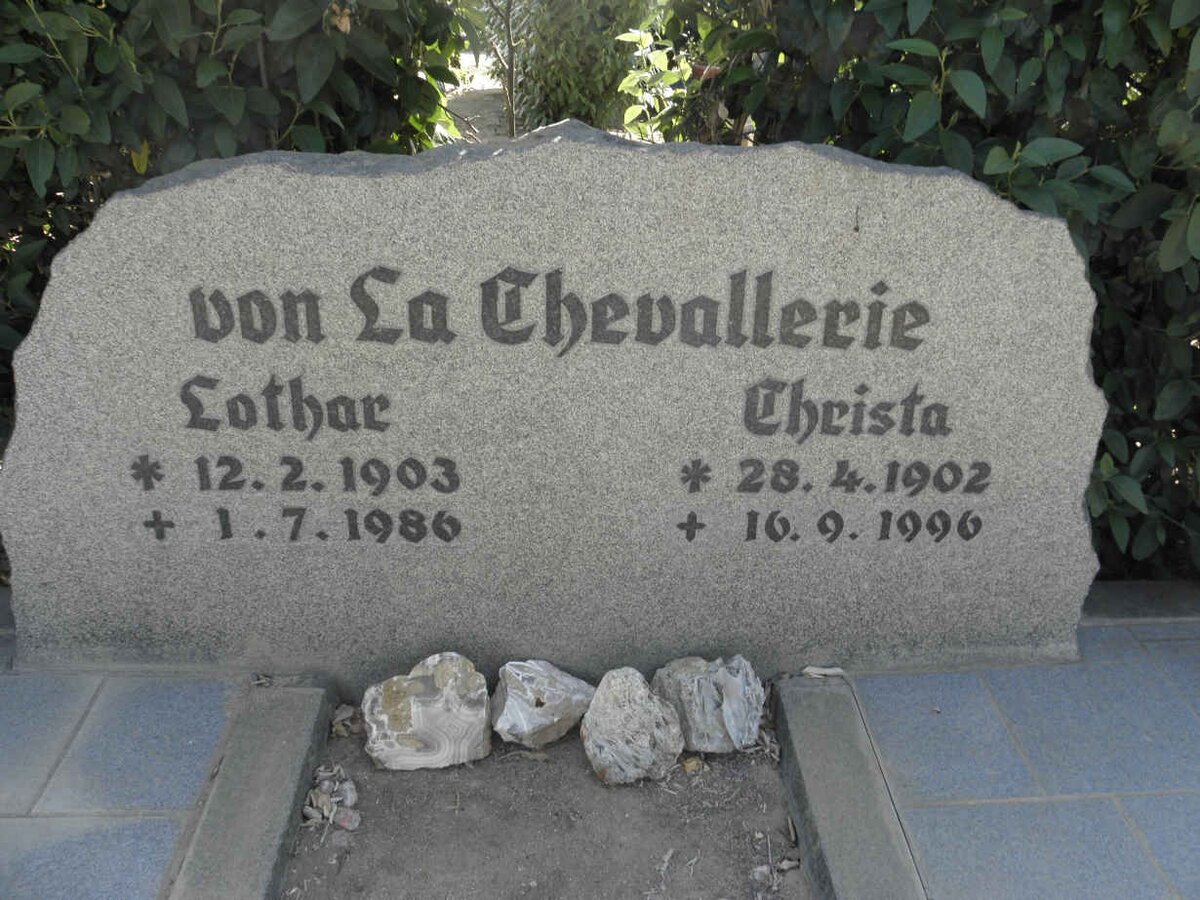 von La Chevallerie
Lothar Christa
* 12.2.1903 * 28.4.1902
+ 1.7.1986 + 16.9.1996